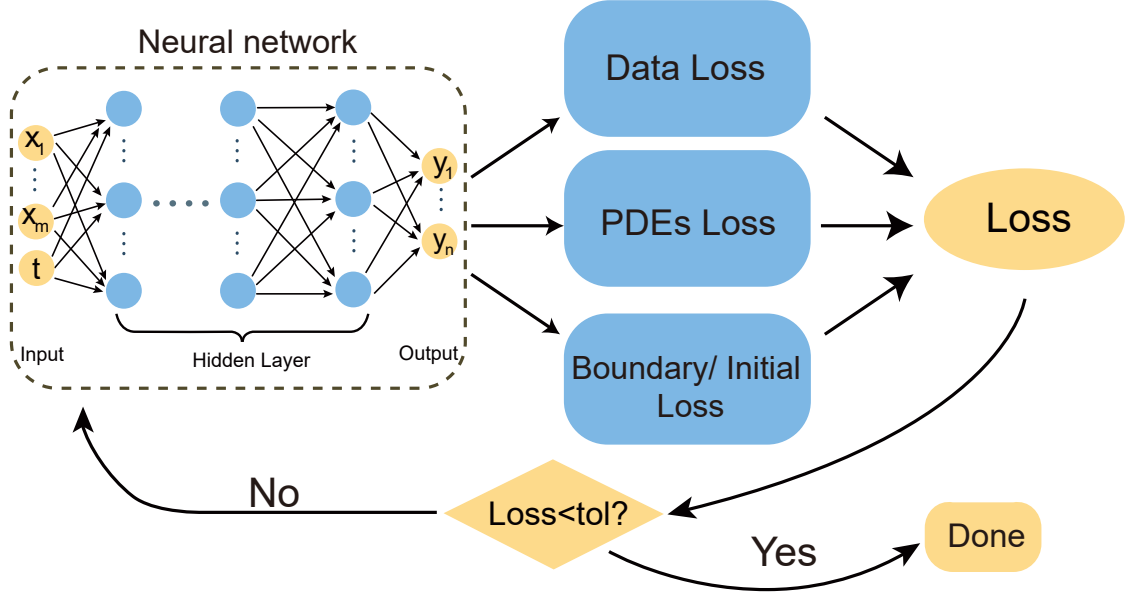 Neural network
x1
xm
t
y1
yn
Input
Hidden Layer
Output
Data Loss
PDEs Loss
Boundary/ Initial
Loss
Loss
Loss<tol?
No
Yes
Done